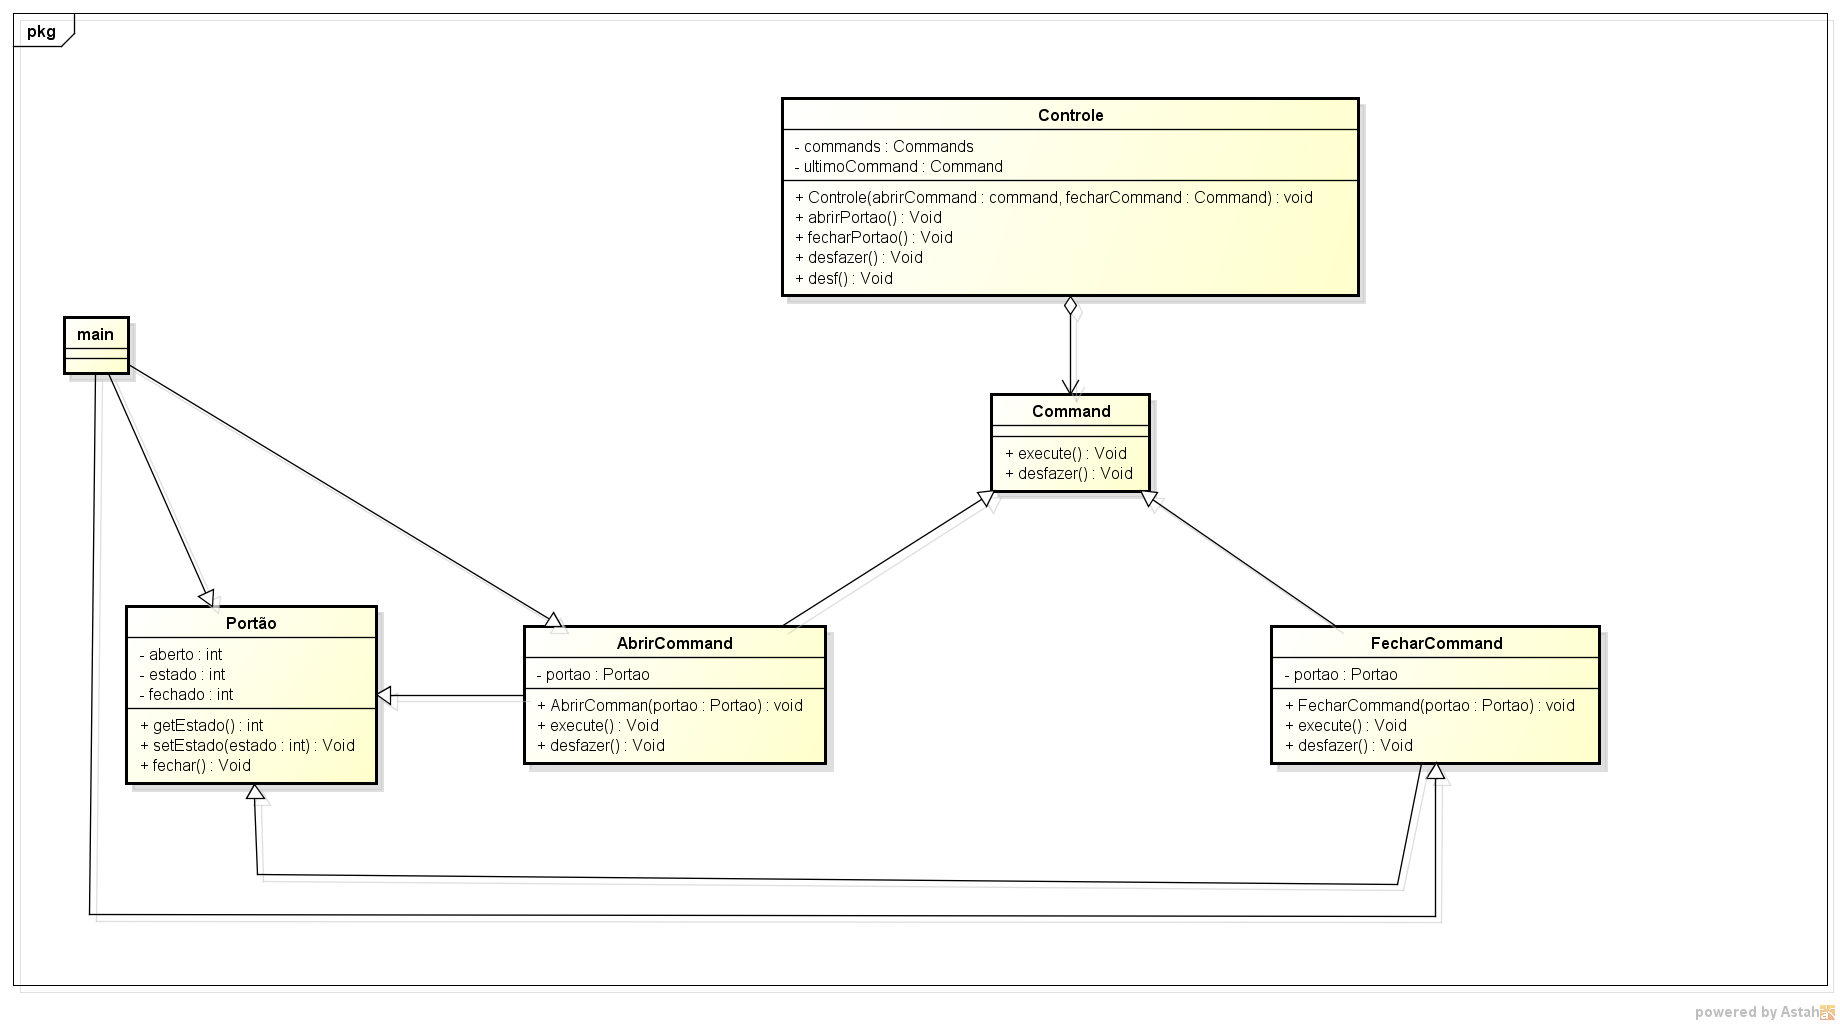 pkg
Controle
- commands : Commands
- ultimoCommand : Command
+ Controle(abrirCommand : command, fecharCommand : Command) : void
+ abrirPortao() : Void
+ fecharPortao() : Void
+ desfazer() : Void
+ desf() : Void
main
Command
+ execute() : Void
+ desfazer() : Void
Portão
- aberto : int
- estado : int
- fechado : int
+ getEstado() : int
+ setEstado(estado : int) : Void
+ fechar() : Void
AbrirCommand
- portao : Portao
+ AbrirComman(portao : Portao) : void
+ execute() : Void
+ desfazer() : Void
FecharCommand
- portao : Portao
+ FecharCommand(portao : Portao) : void
+ execute() : Void
+ desfazer() : Void
powered by Astah